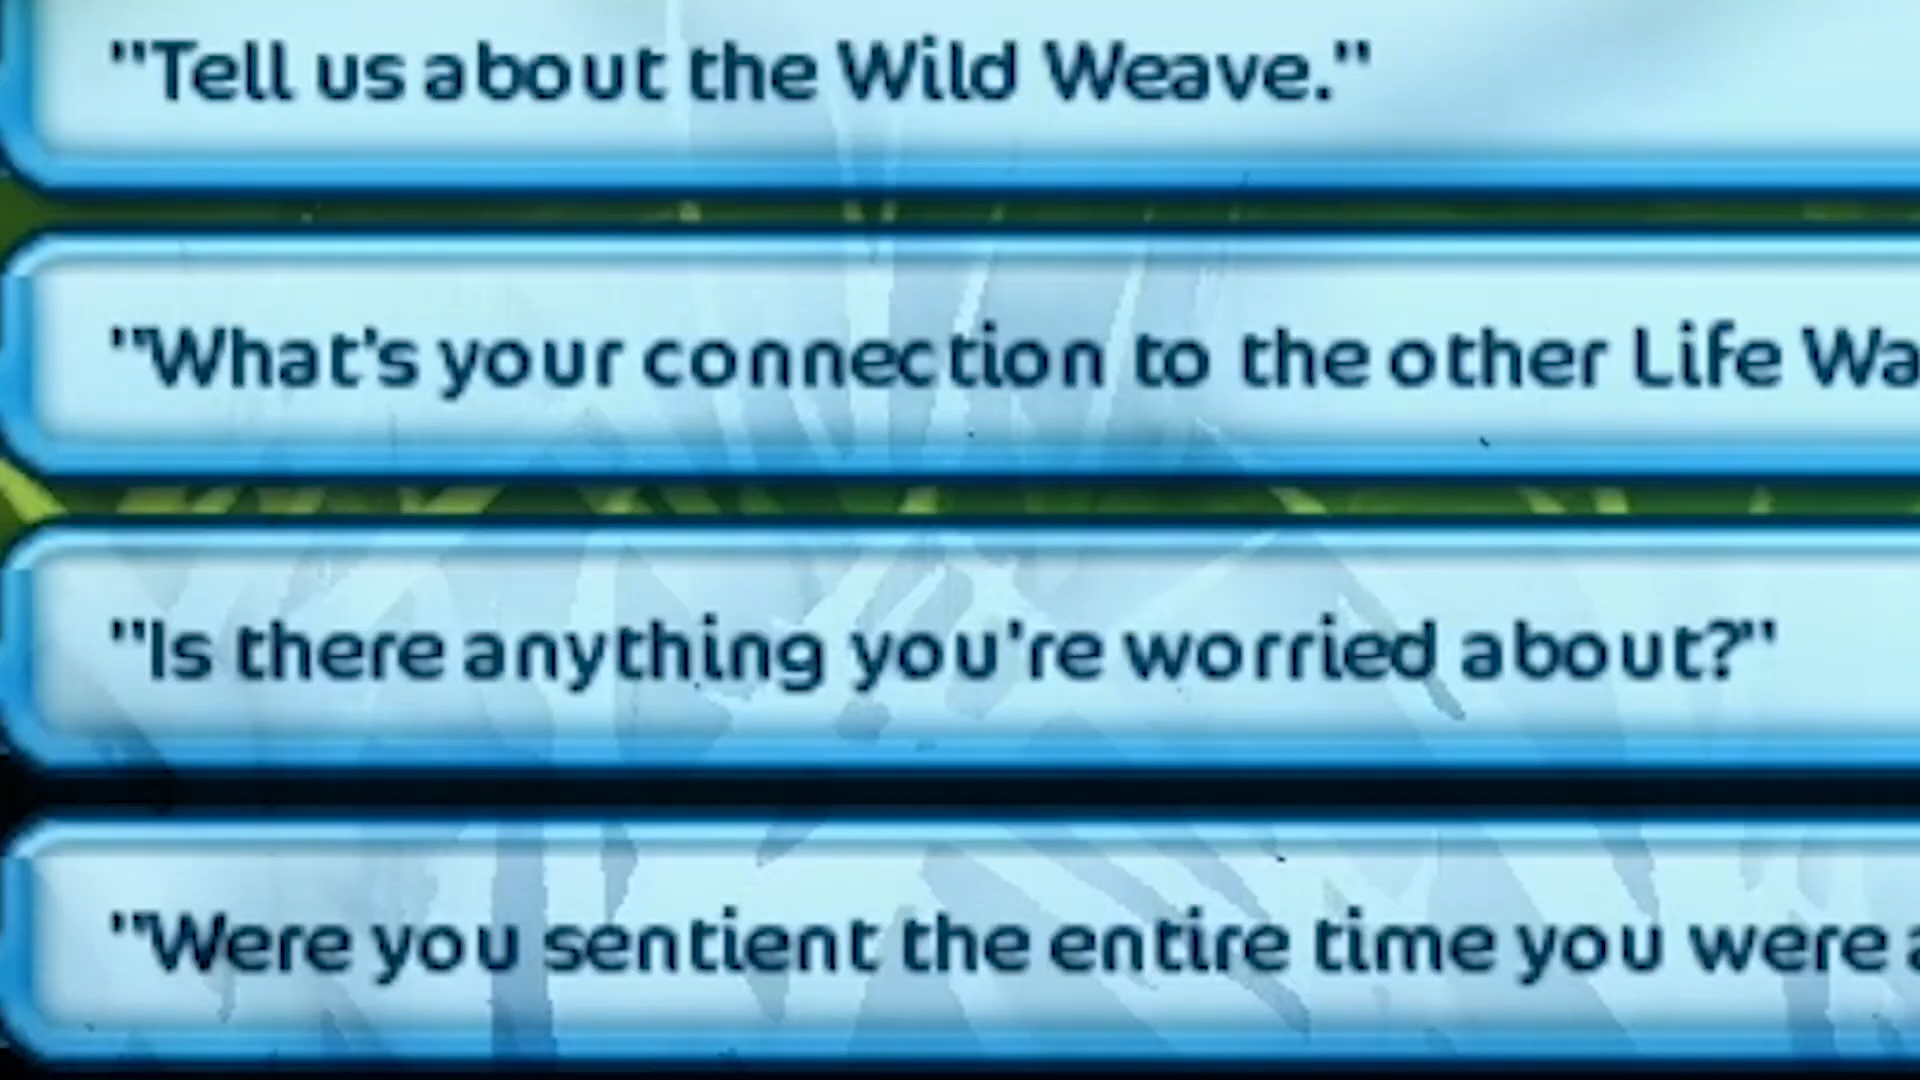 "Tell us about the Wild Weave."
"What's your connection to the other Life Wa
"Is there anything you're worried about?"
"Were you sentient the entire time you were a